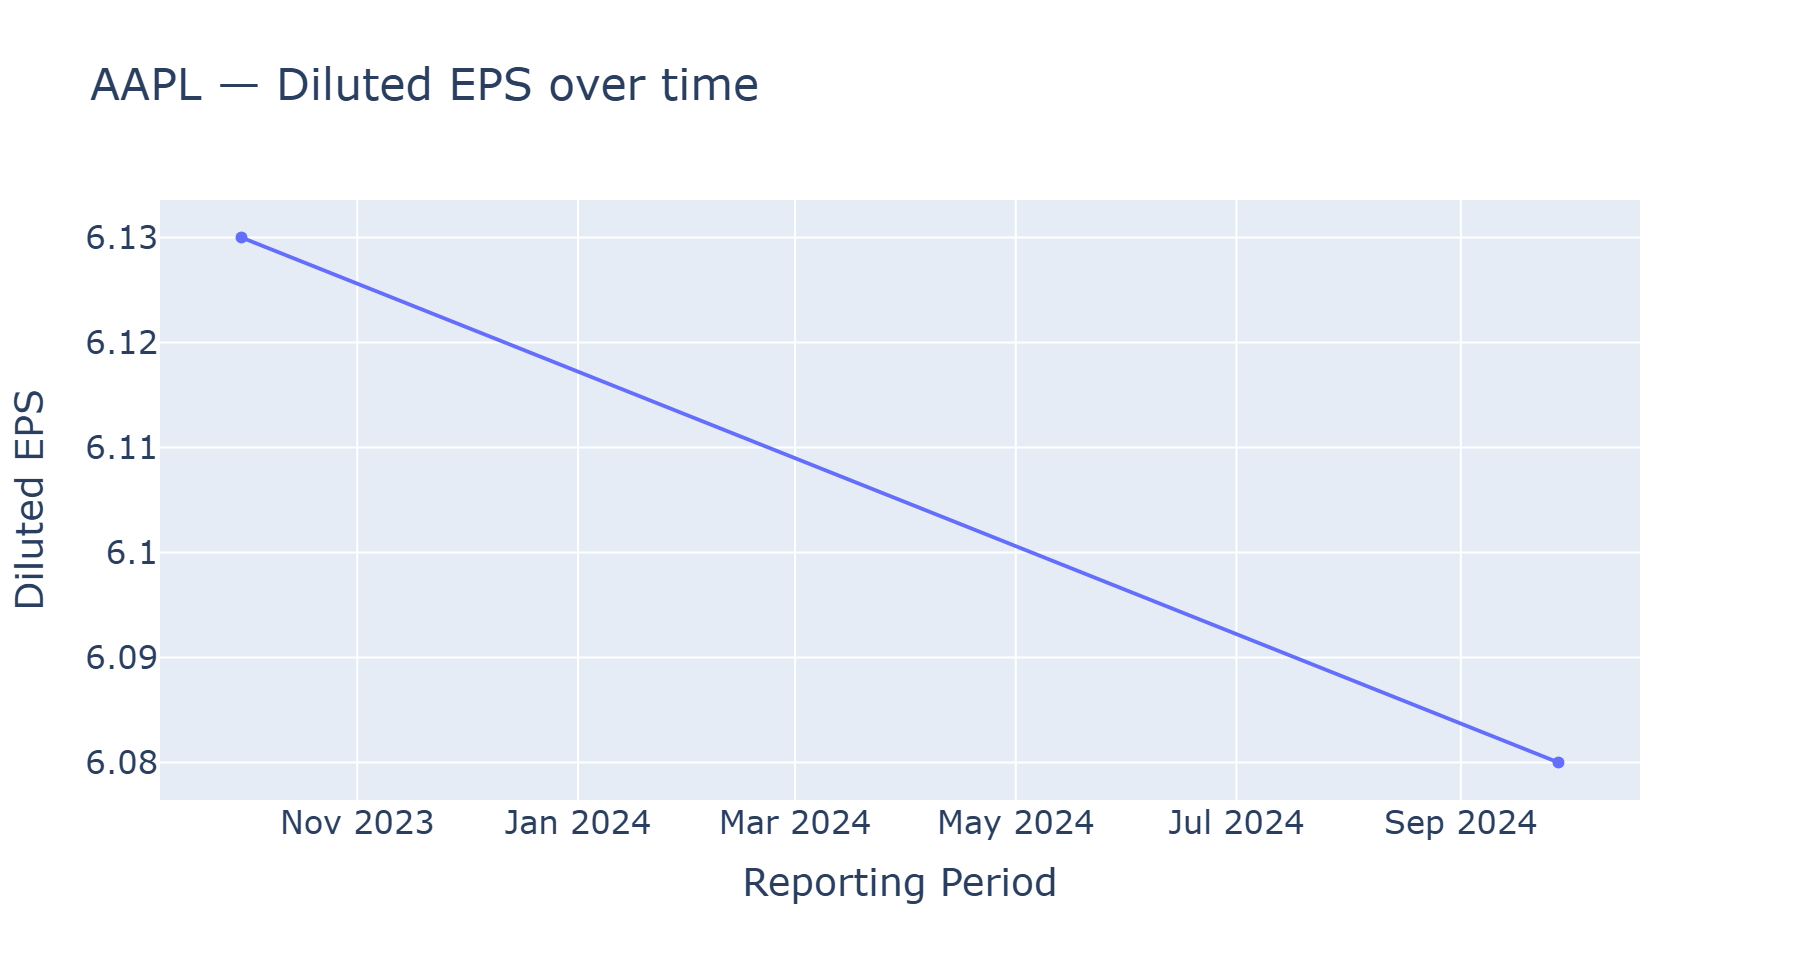 AAPL — Diluted EPS over time
Diluted EPS
6.13
6.12
6.11
6.1
6.09
6.08
Nov 2023 Jan 2024 Mar 2024 May 2024 Jul 2024 Sep 2024
Reporting Period